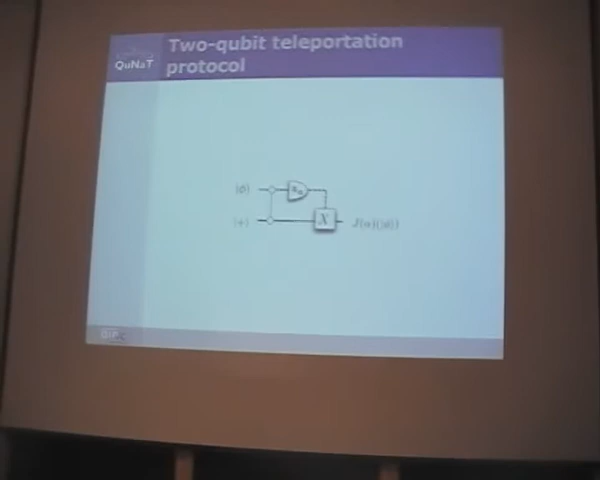 Two-qubit teleportation
protocol
QuNaT
|ϕ⟩
|+⟩
X